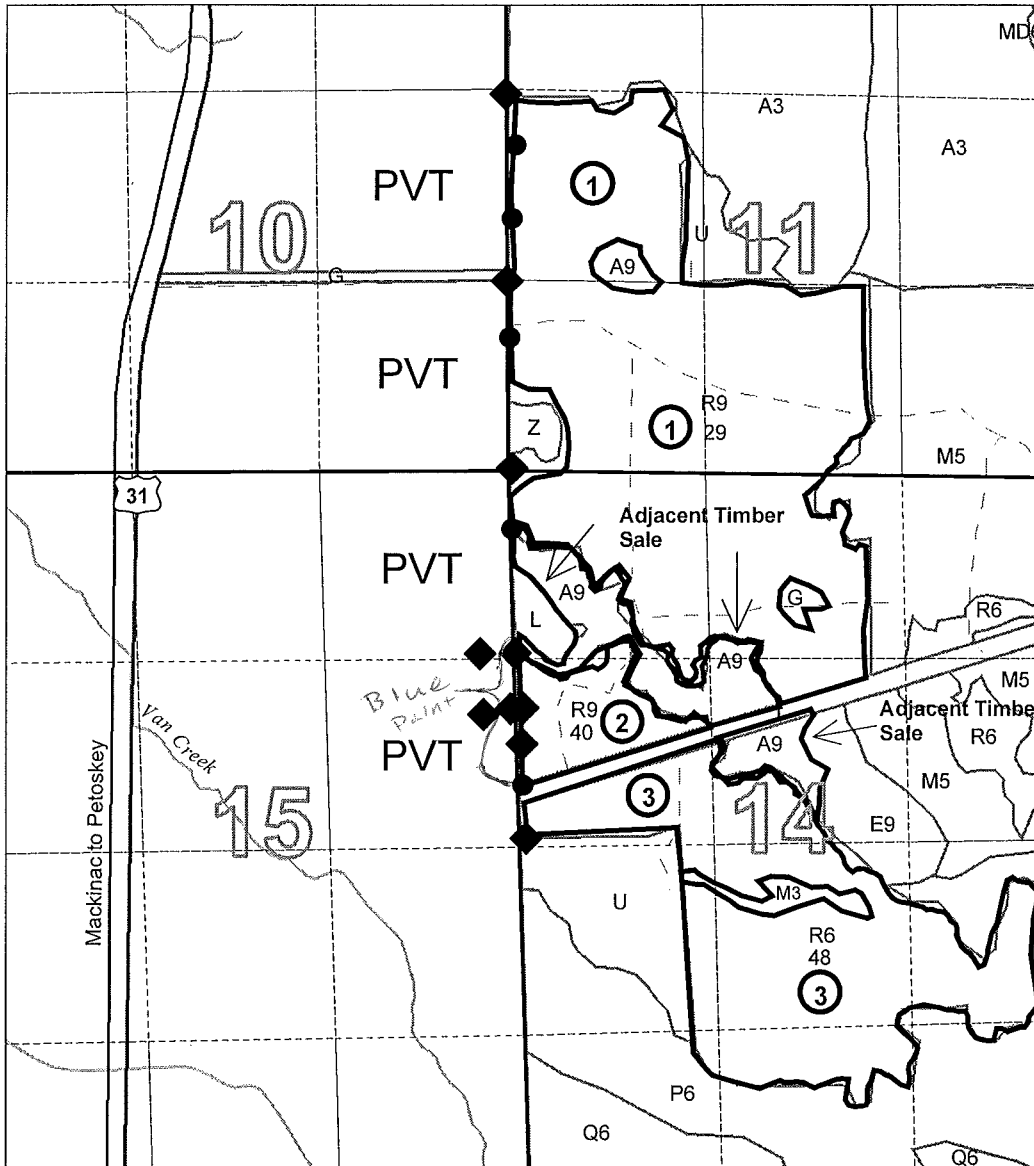 MD
A3
A3
PVT
1
10
U
11
A9
G
PVT
R9
29
1
Z
M5
31
Adjacent Timber
Sale
PVT
A9
G
L
R6
A9
M5
Blue
Paint
R9
40
2
Adjacent Timbe
Sale
Van Creek
PVT
A9
R6
M5
3
15
14
E9
Mackinac to Petoskey
U
M3
R6
48
3
P6
Q6
Q6